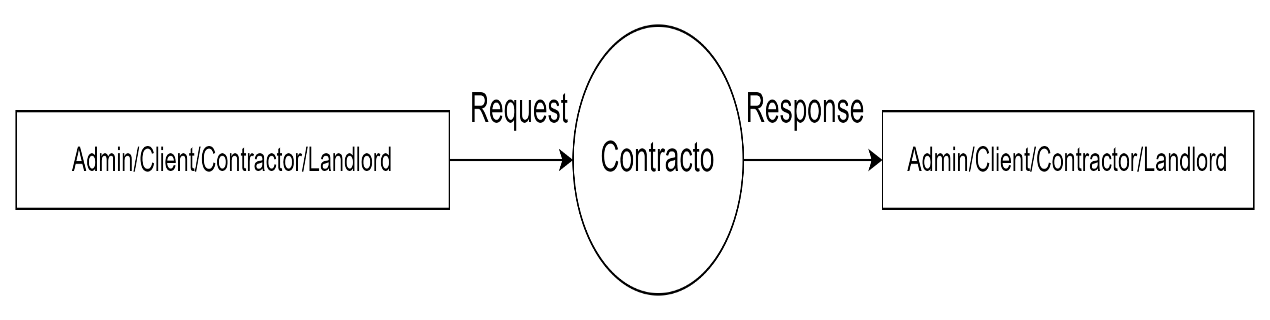 Admin/Client/Contractor/Landlord
Request
Contracto
Response
Admin/Client/Contractor/Landlord